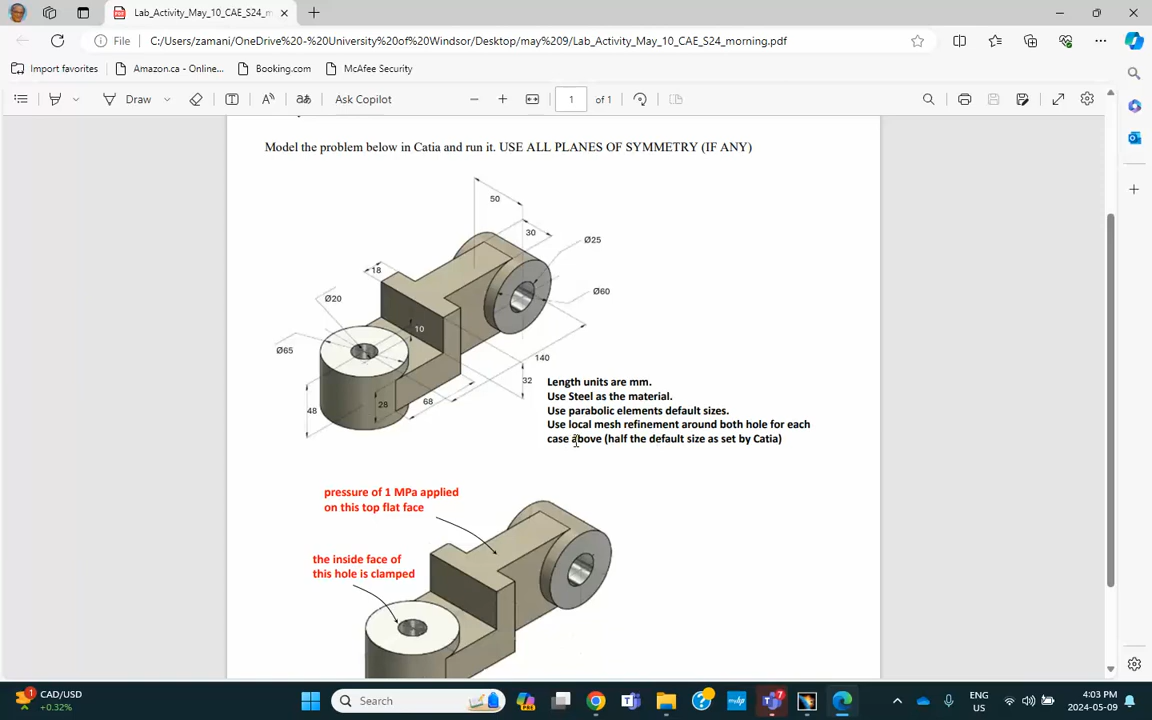 Lab_Activity_May_10_CAE_S24_m
File
C:/Users/zamani/OneDrive%20-%20University%20of%20Windsor/Desktop/may%209/Lab_Activity_May_10_CAE_S24_morning.pdf
Import favorites
Amazon.ca - Online...
Booking.com
McAfee Security
Draw
Ask Copilot
1
of 1
Model the problem below in Catia and run it. USE ALL PLANES OF SYMMETRY (IF ANY)
50
30
Ø25
18
Ø20
Ø60
10
Ø65
140
32
28
68
48
Length units are mm.
Use Steel as the material.
Use parabolic elements default sizes.
Use local mesh refinement around both hole for each
case above (half the default size as set by Catia)
pressure of 1 MPa applied
on this top flat face
the inside face of
this hole is clamped
1
CAD/USD
+0.32%
Search
7
ENG
US
4:03 PM
2024-05-09